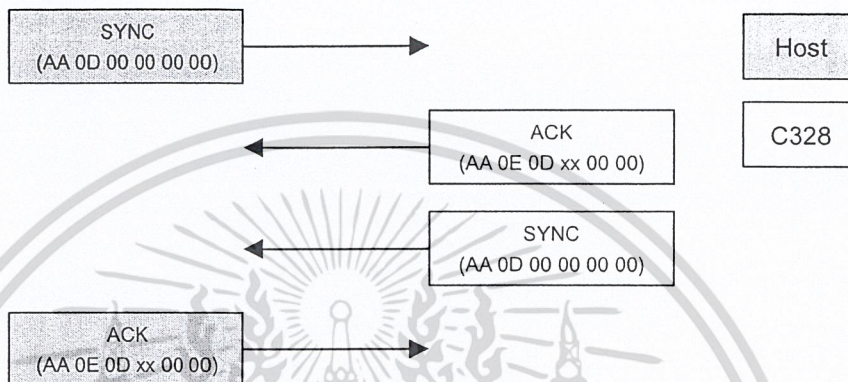 SYNC
(AA 0D 00 00 00 00)
Host
ACK
(AA 0E 0D xx 00 00)
C328
SYNC
(AA 0D 00 00 00 00)
ACK
(AA 0E 0D xx 00 00)